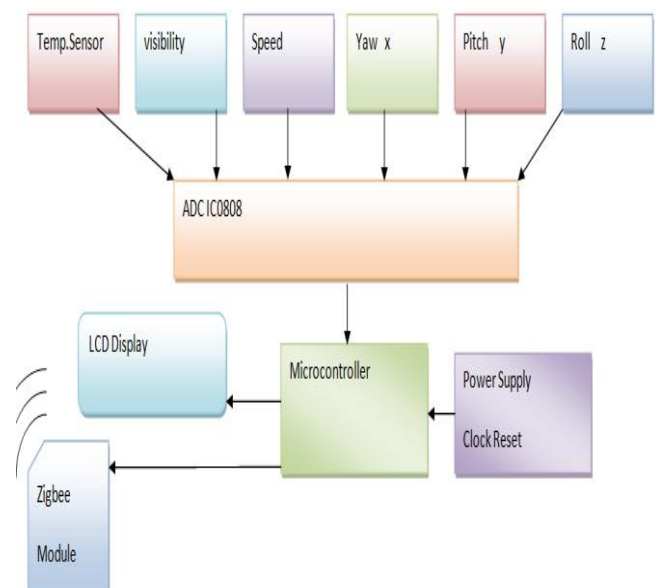 Temp.Sensor
visibility
Speed
Yaw x
Pitch y
Roll z
ADC IC0808
LCD Display
Microcontroller
Power Supply
Clock Reset
Zigbee
Module